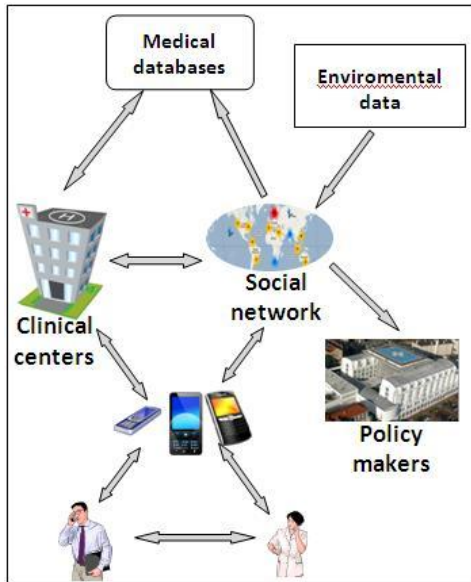 Medical
databases
Enviromental
data
H
Clinical
centers
Social
network
Policy
makers